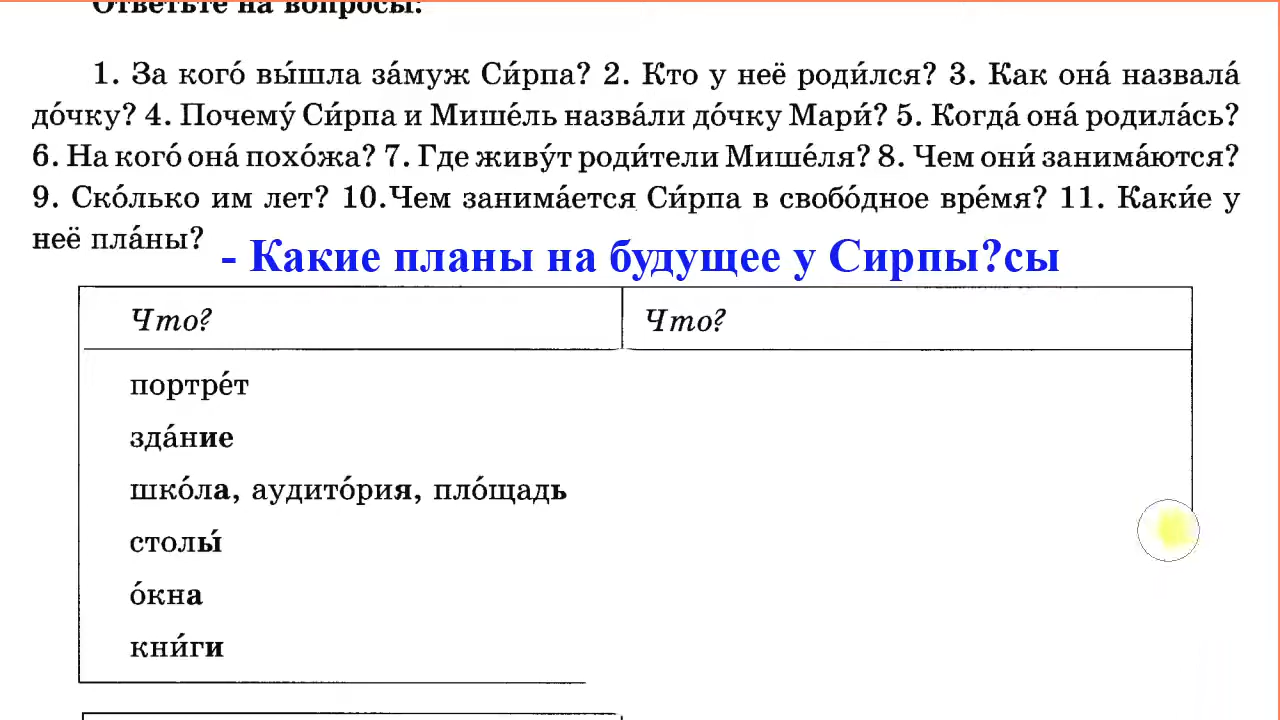 Ответьте на вопросы:
1. За кого́ вы́шла за́муж Си́рпа? 2. Кто у неё роди́лся? 3. Как она́ назвала́
до́чку? 4. Почему́ Си́рпа и Мише́ль назва́ли до́чку Мари́? 5. Когда́ она́ родила́сь?
6. На кого́ она́ похо́жа? 7. Где живу́т роди́тели Мише́ля? 8. Чем они́ занима́ются?
9. Ско́лько им лет? 10.Чем занима́ется Си́рпа в свобо́дное вре́мя? 11. Каки́е у
неё пла́ны?
- Какие планы на будущее у Сирпы?сы
Что? Что?
портре́т
зда́ние
шко́ла, аудито́рия, пло́щадь
столы́
о́кна
кни́ги